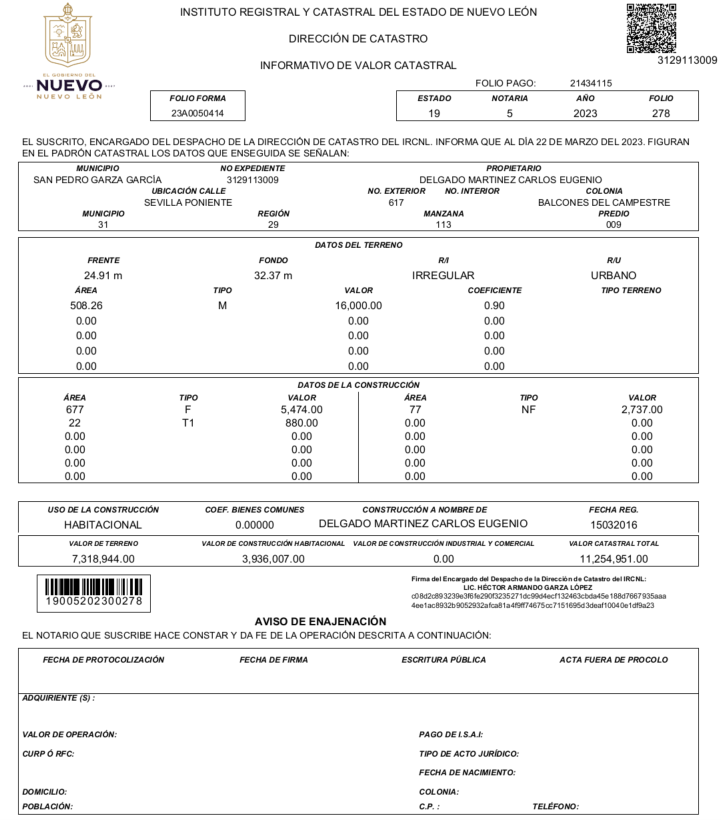 INSTITUTO REGISTRAL Y CATASTRAL DEL ESTADO DE NUEVO LEÓN
DIRECCIÓN DE CATASTRO
INFORMATIVO DE VALOR CATASTRAL
3129113009
EL GOBIERNO DEL
NUEVO
NUEVO LEÓN
FOLIO PAGO: 21434115
FOLIO FORMA ESTADO NOTARIA AÑO FOLIO
23A0050414 19 5 2023 278
EL SUSCRITO, ENCARGADO DEL DESPACHO DE LA DIRECCIÓN DE CATASTRO DEL IRCNL. INFORMA QUE AL DÍA 22 DE MARZO DEL 2023. FIGURAN
EN EL PADRÓN CATASTRAL LOS DATOS QUE ENSEGUIDA SE SEÑALAN:
MUNICIPIO NO EXPEDIENTE PROPIETARIO
SAN PEDRO GARZA GARCÍA 3129113009 DELGADO MARTINEZ CARLOS EUGENIO
UBICACIÓN CALLE NO. EXTERIOR NO. INTERIOR COLONIA
SEVILLA PONIENTE 617 BALCONES DEL CAMPESTRE
MUNICIPIO REGIÓN MANZANA PREDIO
31 29 113 009
DATOS DEL TERRENO
FRENTE FONDO R/I R/U
24.91 m 32.37 m IRREGULAR URBANO
ÁREA TIPO VALOR COEFICIENTE TIPO TERRENO
508.26 M 16,000.00 0.90
0.00 0.00 0.00
0.00 0.00 0.00
0.00 0.00 0.00
0.00 0.00 0.00
DATOS DE LA CONSTRUCCIÓN
ÁREA TIPO VALOR ÁREA TIPO VALOR
677 F 5,474.00 77 NF 2,737.00
22 T1 880.00 0.00 0.00
0.00 0.00 0.00 0.00
0.00 0.00 0.00 0.00
0.00 0.00 0.00 0.00
0.00 0.00 0.00 0.00
USO DE LA CONSTRUCCIÓN COEF. BIENES COMUNES CONSTRUCCIÓN A NOMBRE DE FECHA REG.
HABITACIONAL 0.00000 DELGADO MARTINEZ CARLOS EUGENIO 15032016
VALOR DE TERRENO VALOR DE CONSTRUCCIÓN HABITACIONAL VALOR DE CONSTRUCCIÓN INDUSTRIAL Y COMERCIAL VALOR CATASTRAL TOTAL
7,318,944.00 3,936,007.00 0.00 11,254,951.00
19005202300278
Firma del Encargado del Despacho de la Dirección de Catastro del IRCNL:
LIC. HÉCTOR ARMANDO GARZA LÓPEZ
c08d2c893239e3f6fe290f3235271dc99d4ecf132463cbda45e188d7667935aaa
4ee1ac8932b9052932afca81a4f9ff74675cc7151695d3deaf10040e1df9a23
AVISO DE ENAJENACIÓN
EL NOTARIO QUE SUSCRIBE HACE CONSTAR Y DA FE DE LA OPERACIÓN DESCRITA A CONTINUACIÓN:
FECHA DE PROTOCOLIZACIÓN FECHA DE FIRMA ESCRITURA PÚBLICA ACTA FUERA DE PROCOLO
ADQUIRIENTE (S) :
VALOR DE OPERACIÓN: PAGO DE I.S.A.I:
CURP Ó RFC: TIPO DE ACTO JURÍDICO:
FECHA DE NACIMIENTO:
DOMICILIO: COLONIA:
POBLACIÓN: C.P. : TELÉFONO: